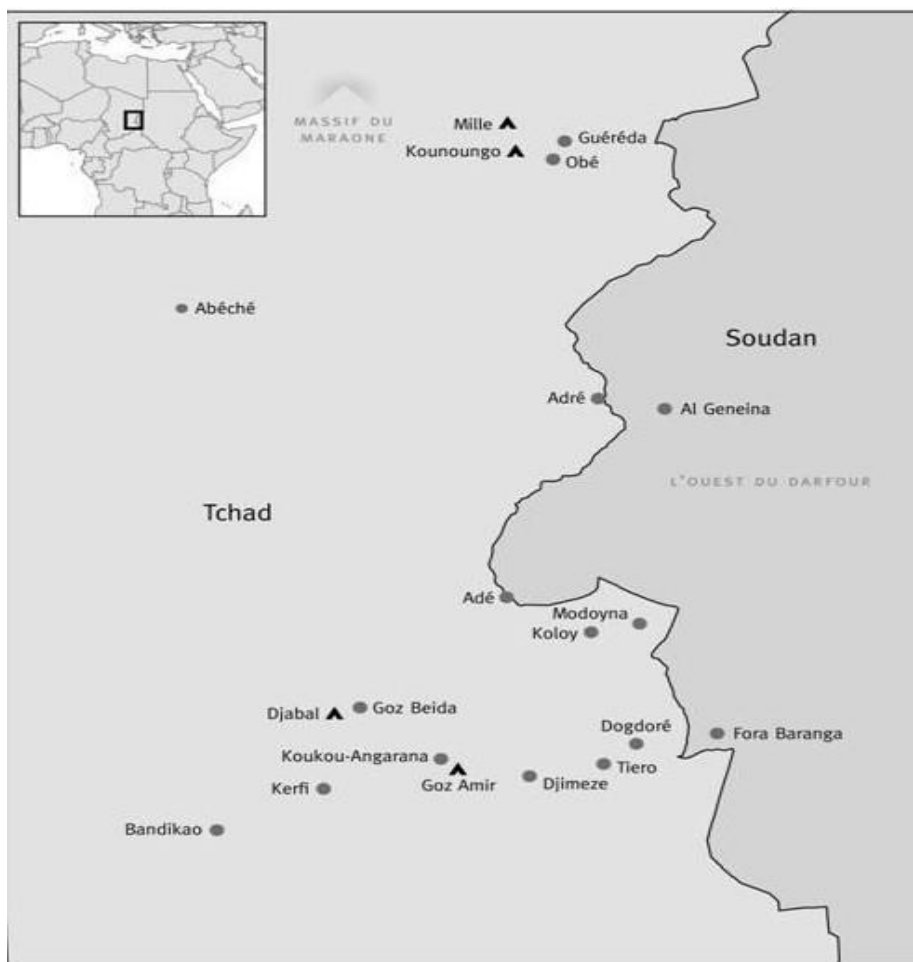 MASSIF DU
MARAONE
Mille
Kounoungo
Guéréda
Obé
Abéché
Soudan
Adré
Al Geneina
L'OUEST DU DARFOUR
Tchad
Adé
Modoyna
Koloy
Djabal
Goz Beida
Dogdoré
Fora Baranga
Koukou-Angarana
Tiero
Goz Amir
Djimeze
Kerfi
Bandikao